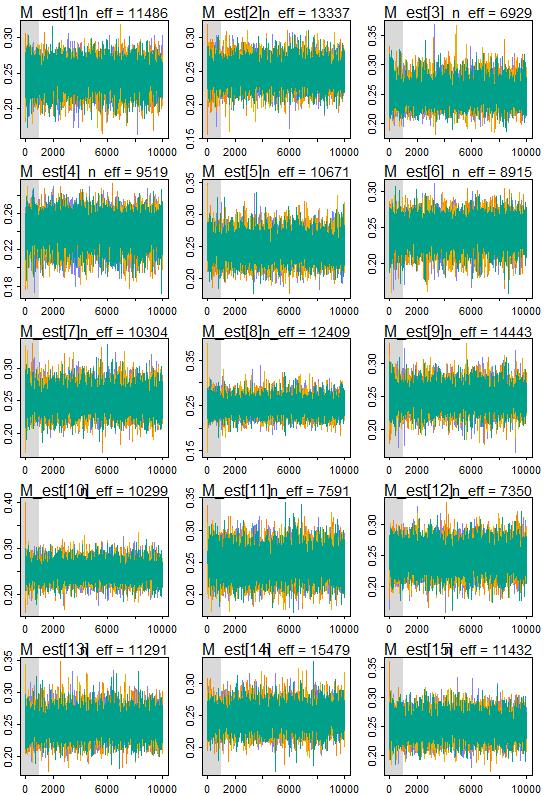 M_est[1] n_eff = 11486
M_est[2] n_eff = 13337
M_est[3] n_eff = 6929
0.20 0.25 0.30
0.15 0.20 0.25 0.30
0.20 0.25 0.30 0.35
0 2000 6000 10000
0 2000 6000 10000
0 2000 6000 10000
M_est[4] n_eff = 9519
M_est[5] n_eff = 10671
M_est[6] n_eff = 8915
0.18 0.22 0.26
0.20 0.25 0.30 0.35
0.20 0.25 0.30
0 2000 6000 10000
0 2000 6000 10000
0 2000 6000 10000
M_est[7] n_eff = 10304
M_est[8] n_eff = 12409
M_est[9] n_eff = 14443
0.20 0.25 0.30
0.15 0.25 0.35
0.20 0.25 0.30
0 2000 6000 10000
0 2000 6000 10000
0 2000 6000 10000
M_est[10] n_eff = 10299
M_est[11] n_eff = 7591
M_est[12] n_eff = 7350
0.20 0.30 0.40
0.20 0.25 0.30 0.35
0.20 0.25 0.30
0 2000 6000 10000
0 2000 6000 10000
0 2000 6000 10000
M_est[13] n_eff = 11291
M_est[14] n_eff = 15479
M_est[15] n_eff = 11432
0.20 0.25 0.30 0.35
0.20 0.25 0.30
0.20 0.25 0.30 0.35
0 2000 6000 10000
0 2000 6000 10000
0 2000 6000 10000